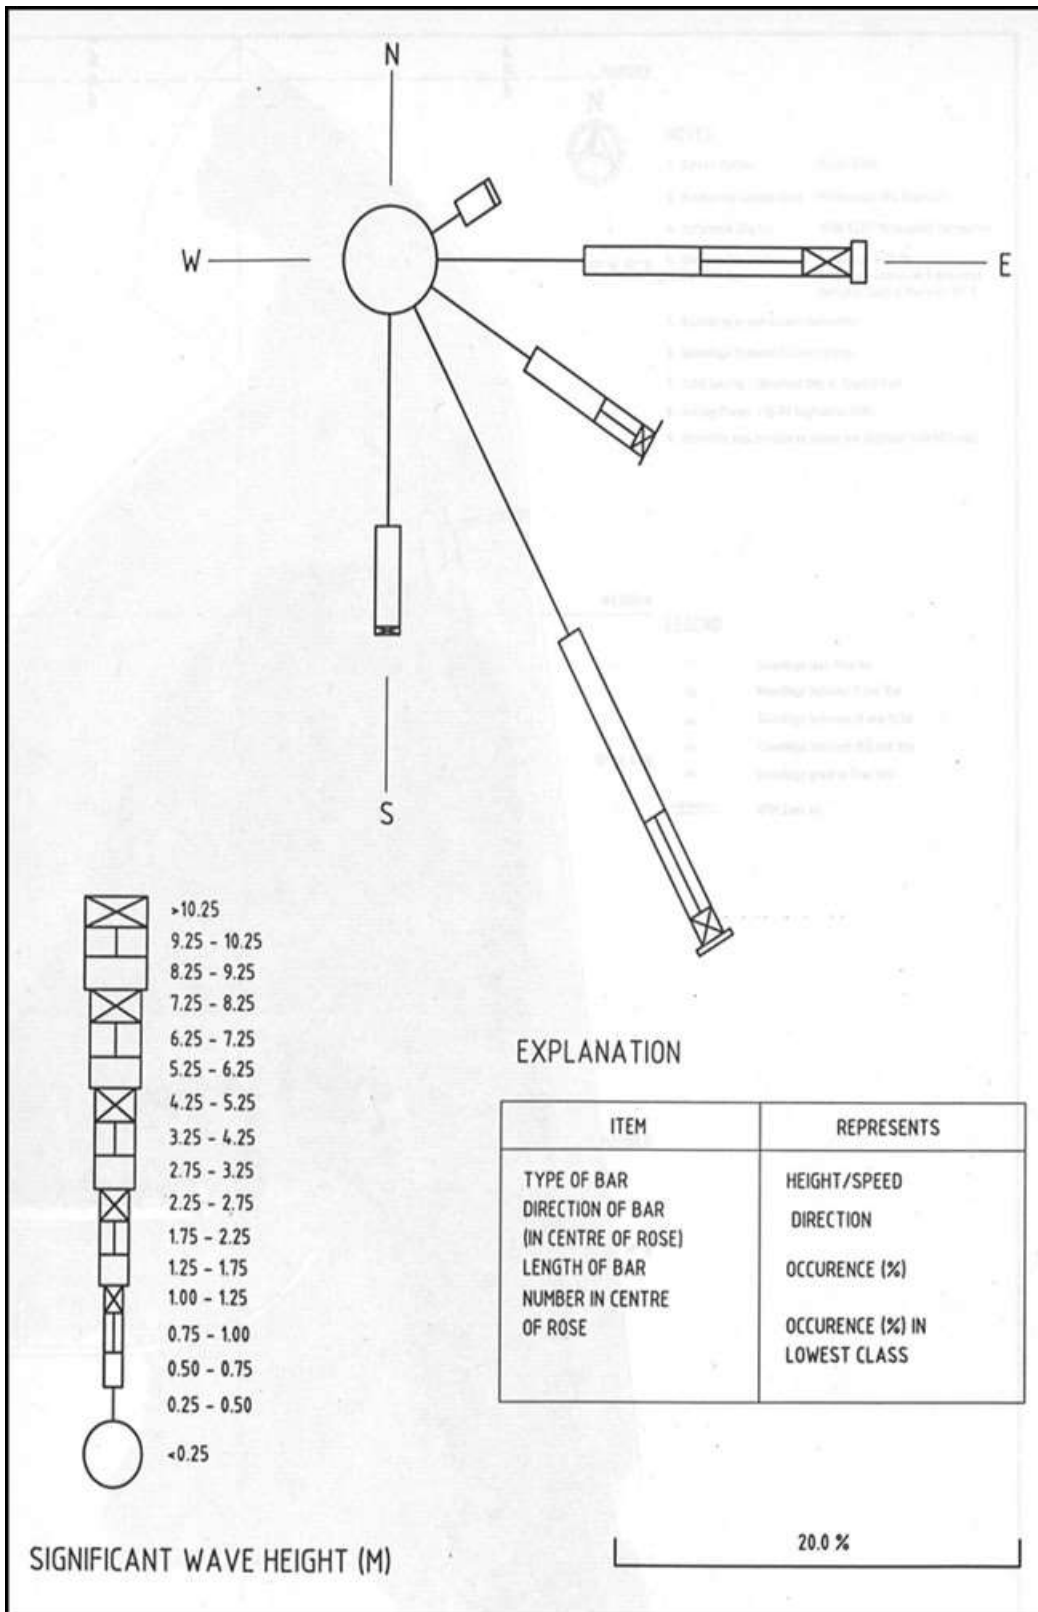 N
W
E
S
>10.25
9.25 - 10.25
8.25 - 9.25
7.25 - 8.25
6.25 - 7.25
5.25 - 6.25
4.25 - 5.25
3.25 - 4.25
2.75 - 3.25
2.25 - 2.75
1.75 - 2.25
1.25 - 1.75
1.00 - 1.25
0.75 - 1.00
0.50 - 0.75
0.25 - 0.50
<0.25
SIGNIFICANT WAVE HEIGHT (M)
EXPLANATION
ITEM REPRESENTS
TYPE OF BAR HEIGHT/SPEED
DIRECTION OF BAR DIRECTION
(IN CENTRE OF ROSE)
LENGTH OF BAR OCCURENCE (%)
NUMBER IN CENTRE
OF ROSE OCCURENCE (%) IN
LOWEST CLASS
20.0 %